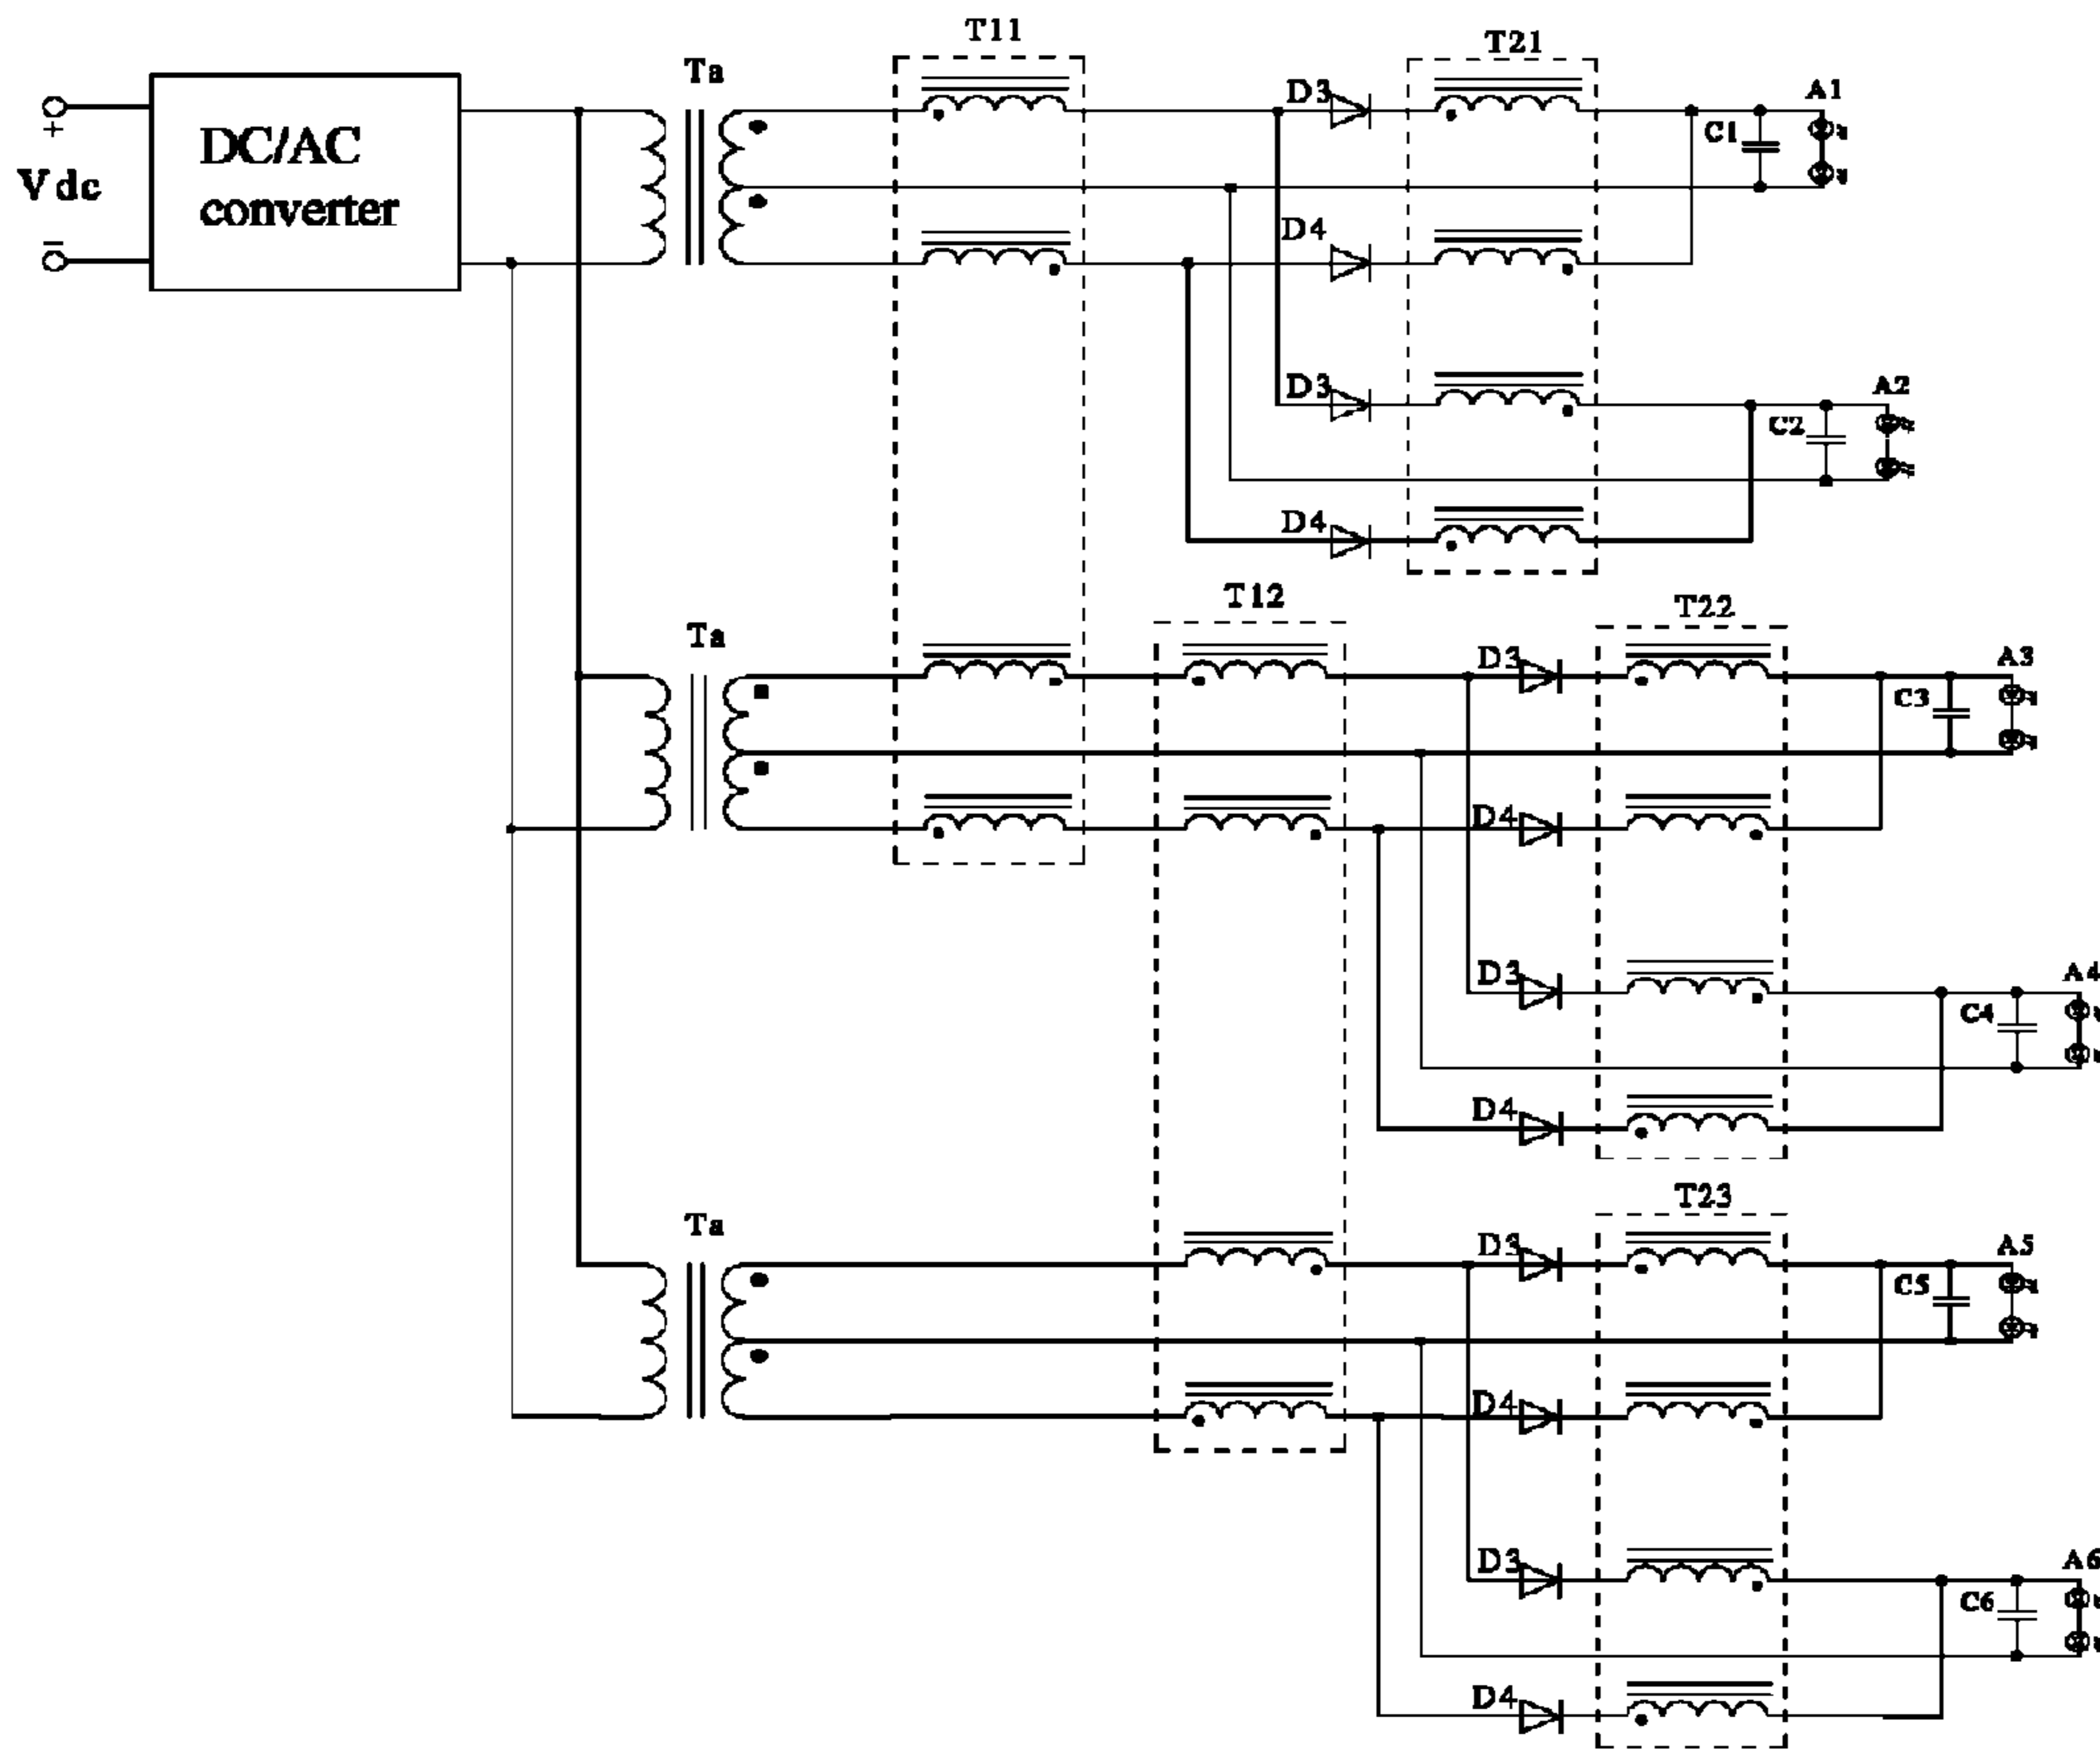 T11
T21
Ta
D3
A1
+
DC/AC
C1
Vdc
converter
D4
−
D3
A2
C2
D4
T12
T22
Ta
D3
A3
C3
D4
D3
A4
C4
D4
T23
Ta
D3
A5
C5
D4
D3
A6
C6
D4